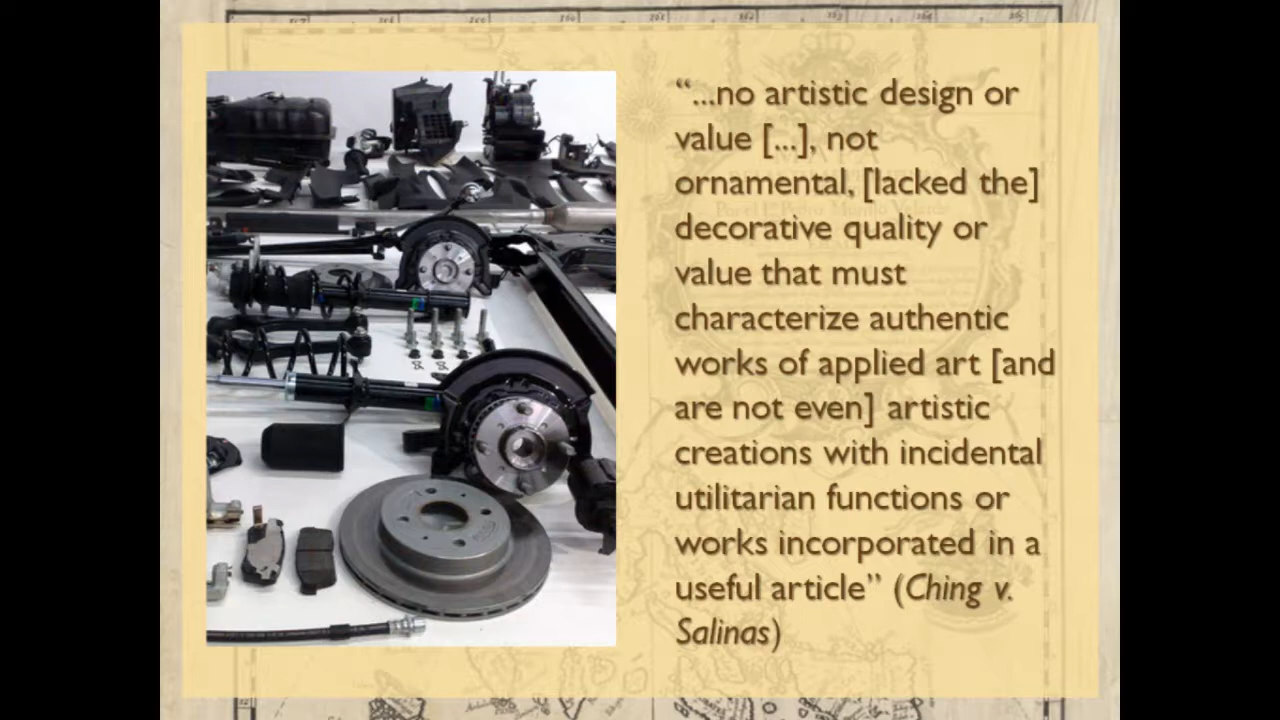 “...no artistic design or
value [...], not
ornamental, [lacked the]
decorative quality or
value that must
characterize authentic
works of applied art [and
are not even] artistic
creations with incidental
utilitarian functions or
works incorporated in a
useful article” (Ching v.
Salinas)